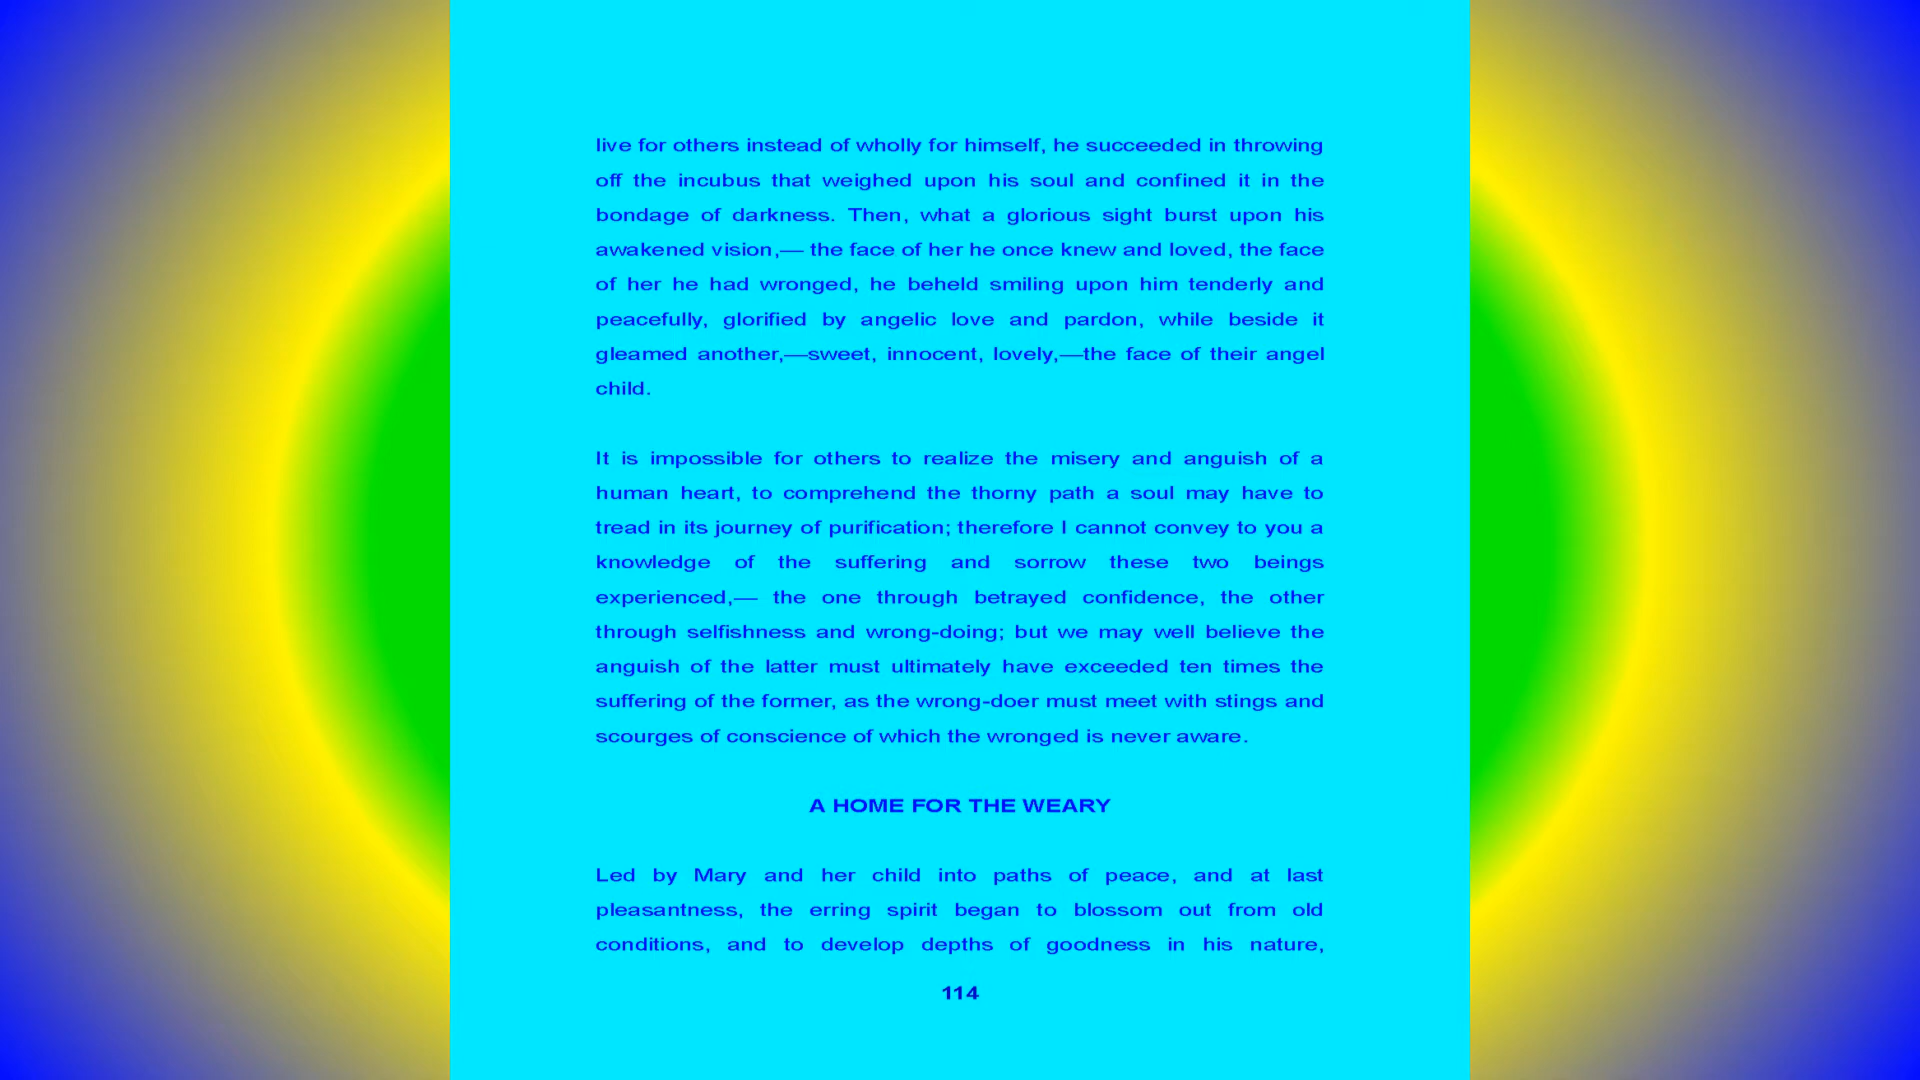 live for others instead of wholly for himself, he succeeded in throwing
off the incubus that weighed upon his soul and confined it in the
bondage of darkness. Then, what a glorious sight burst upon his
awakened vision,— the face of her he once knew and loved, the face
of her he had wronged, he beheld smiling upon him tenderly and
peacefully, glorified by angelic love and pardon, while beside it
gleamed another,—sweet, innocent, lovely,—the face of their angel
child.
It is impossible for others to realize the misery and anguish of a
human heart, to comprehend the thorny path a soul may have to
tread in its journey of purification; therefore I cannot convey to you a
knowledge of the suffering and sorrow these two beings
experienced,— the one through betrayed confidence, the other
through selfishness and wrong-doing; but we may well believe the
anguish of the latter must ultimately have exceeded ten times the
suffering of the former, as the wrong-doer must meet with stings and
scourges of conscience of which the wronged is never aware.
A HOME FOR THE WEARY
Led by Mary and her child into paths of peace, and at last
pleasantness, the erring spirit began to blossom out from old
conditions, and to develop depths of goodness in his nature,
114